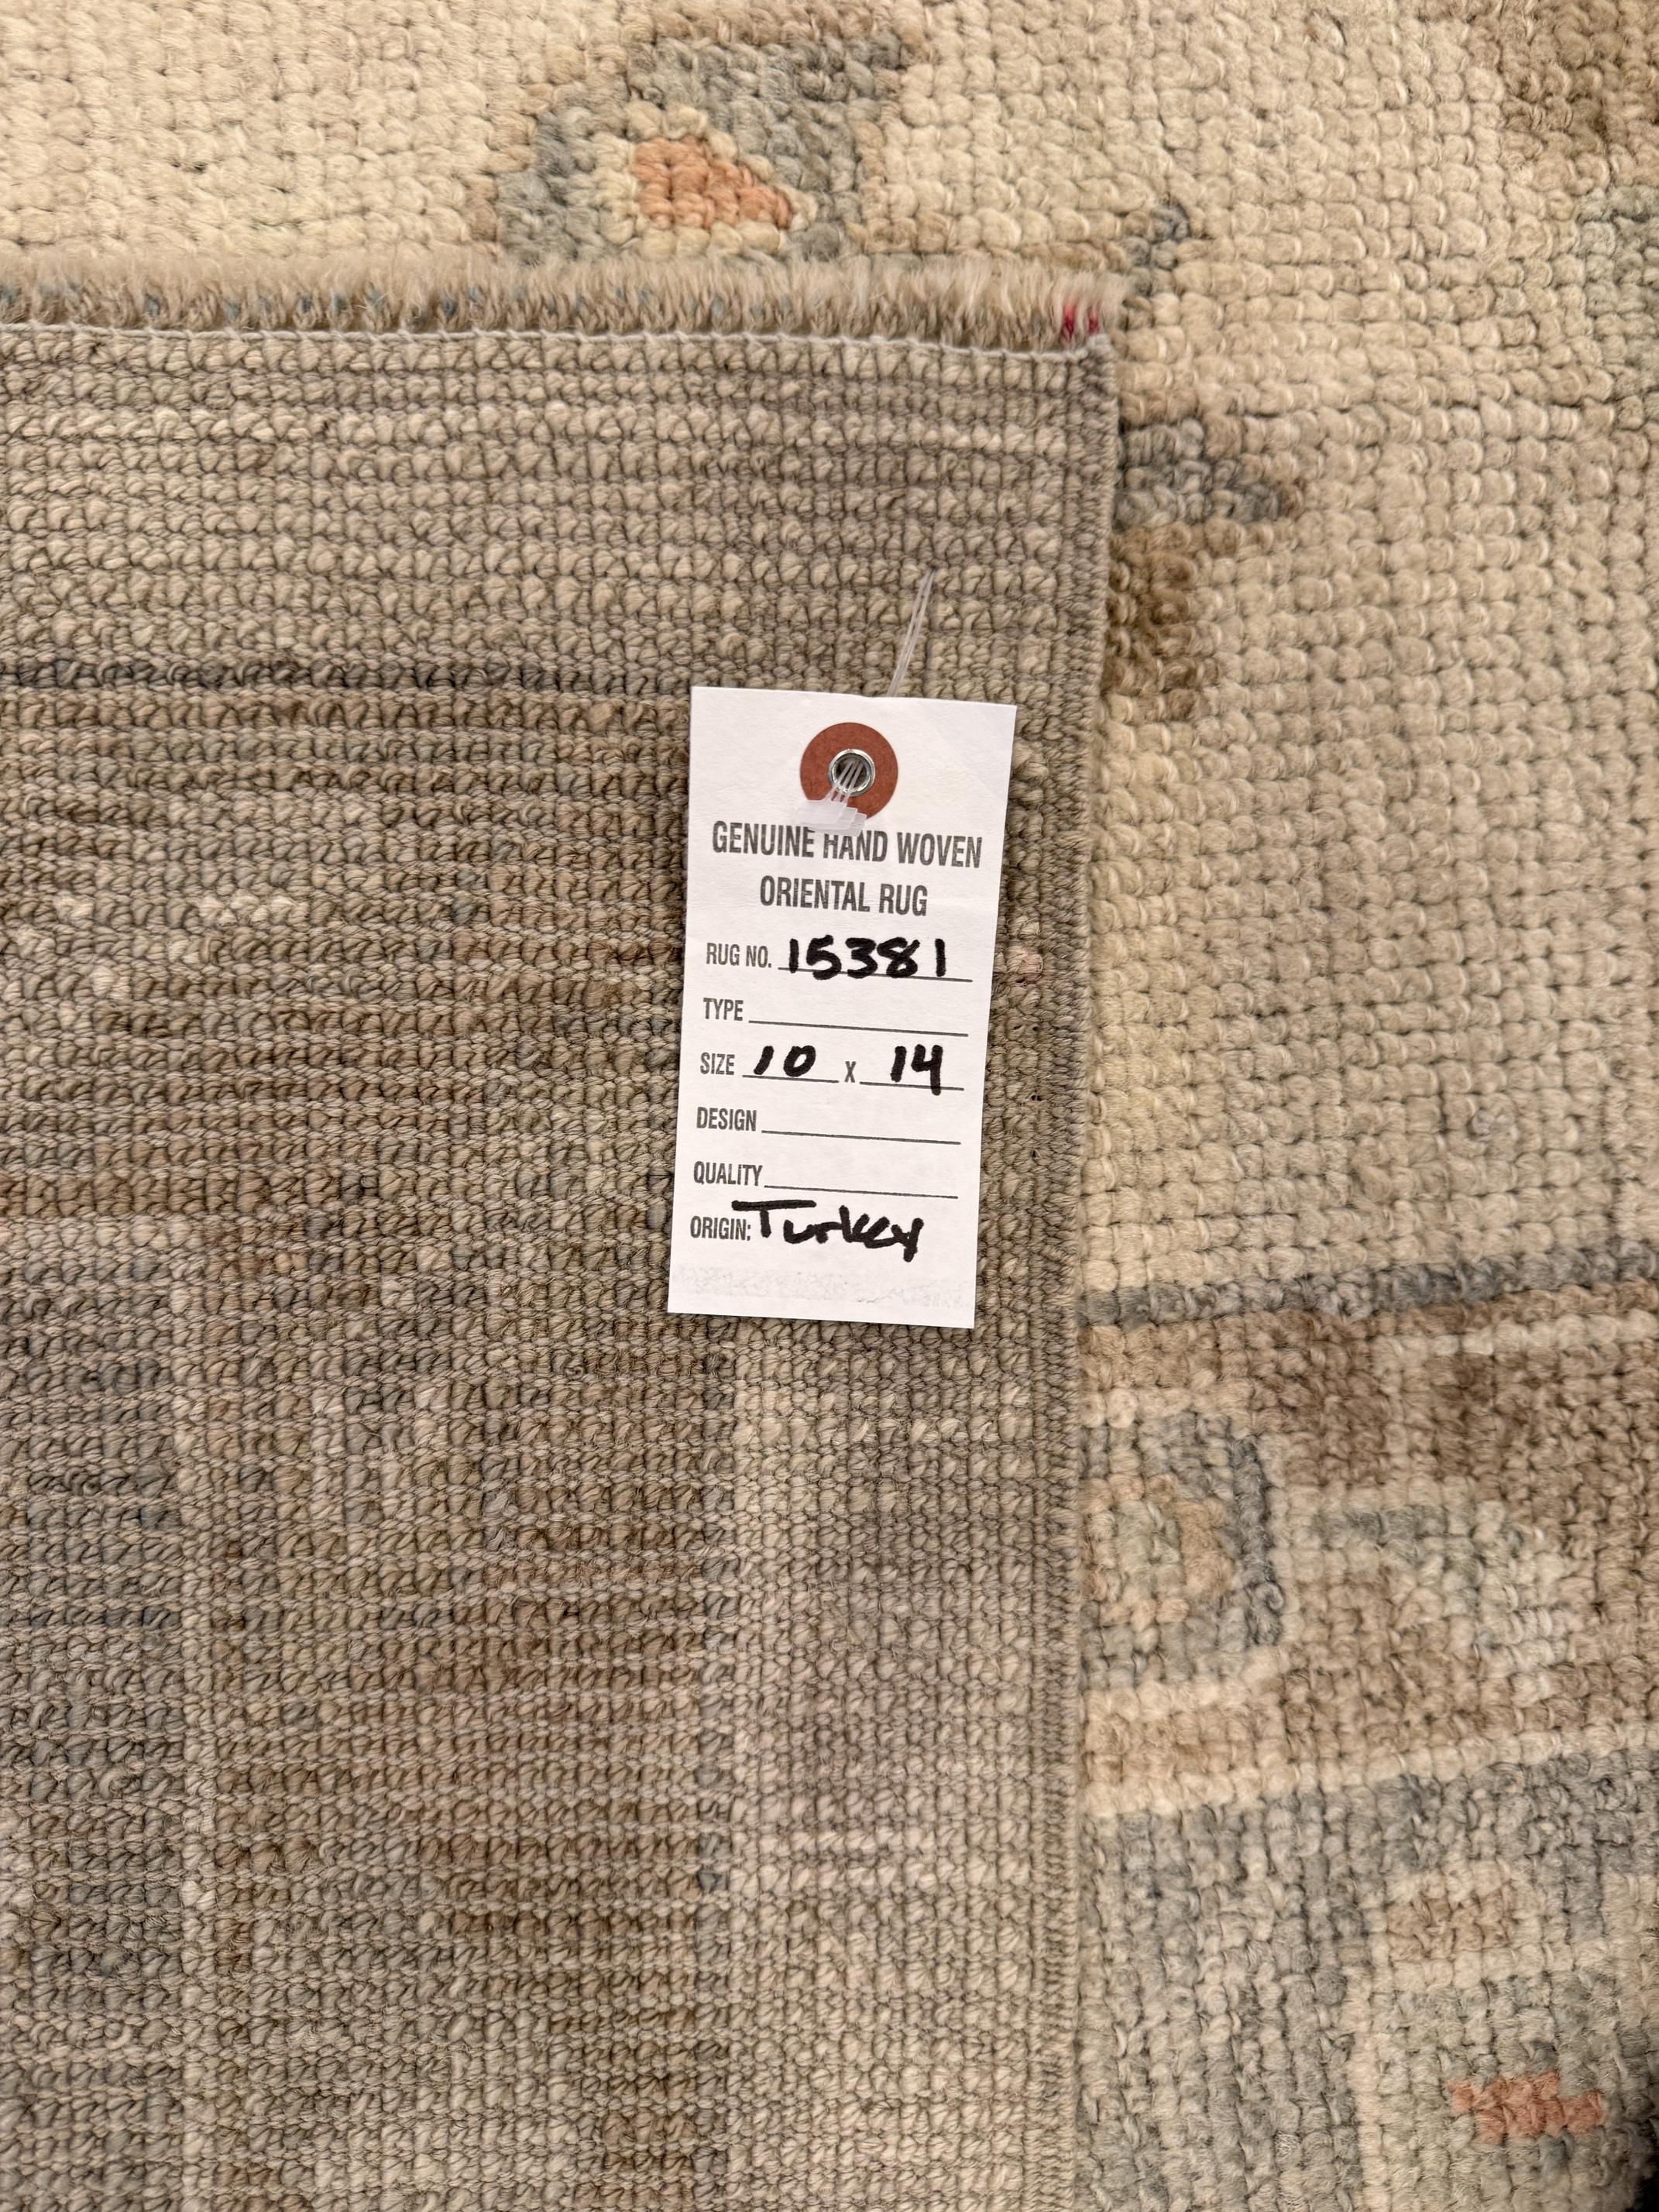 GENUINE HAND WOVEN
ORIENTAL RUG
RUG NO. 15381
TYPE
SIZE 10 x 14
DESIGN
QUALITY
ORIGIN: Turkey